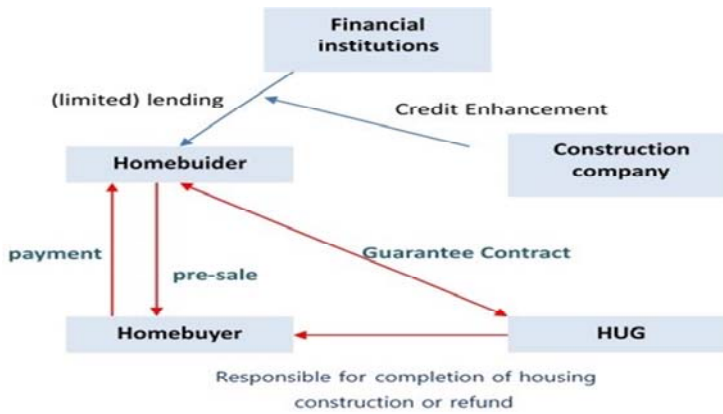 Financial
institutions
(limited) lending
Credit Enhancement
Homebuider
Construction
company
payment
Guarantee Contract
pre-sale
Homebuyer
HUG
Responsible for completion of housing
construction or refund